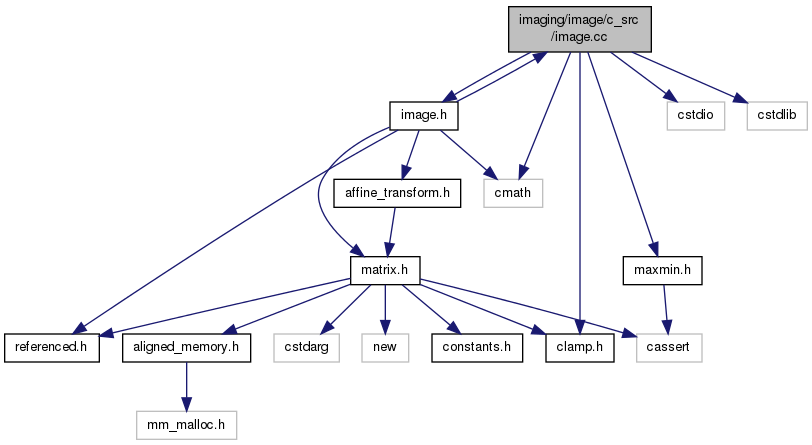 imaging/image/c_src
/image.cc
image.h
cstdio
cstdlib
affine_transform.h
cmath
matrix.h
maxmin.h
referenced.h
aligned_memory.h
cstdarg
new
constants.h
clamp.h
cassert
mm_malloc.h